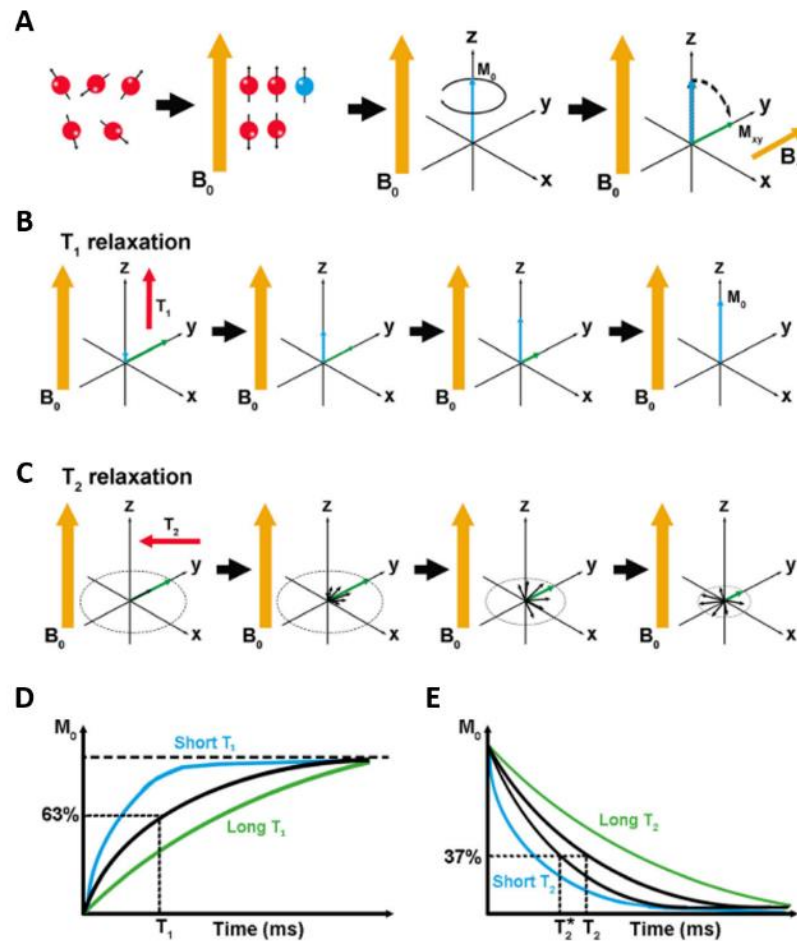 A
B₀
z
M₀
y
x
B₀
z
y
Mxy
x
B
B₀
B
T₁ relaxation
z
T₁
y
x
B₀
z
y
x
B₀
z
y
x
B₀
z
M₀
y
x
B₀
C
T₂ relaxation
z
T₂
y
x
B₀
z
y
x
B₀
z
y
x
B₀
z
y
x
B₀
D
M₀
Short T₁
63%
Long T₁
T₁ Time (ms)
E
M₀
Long T₂
37%
Short T₂
T₂* T₂ Time (ms)